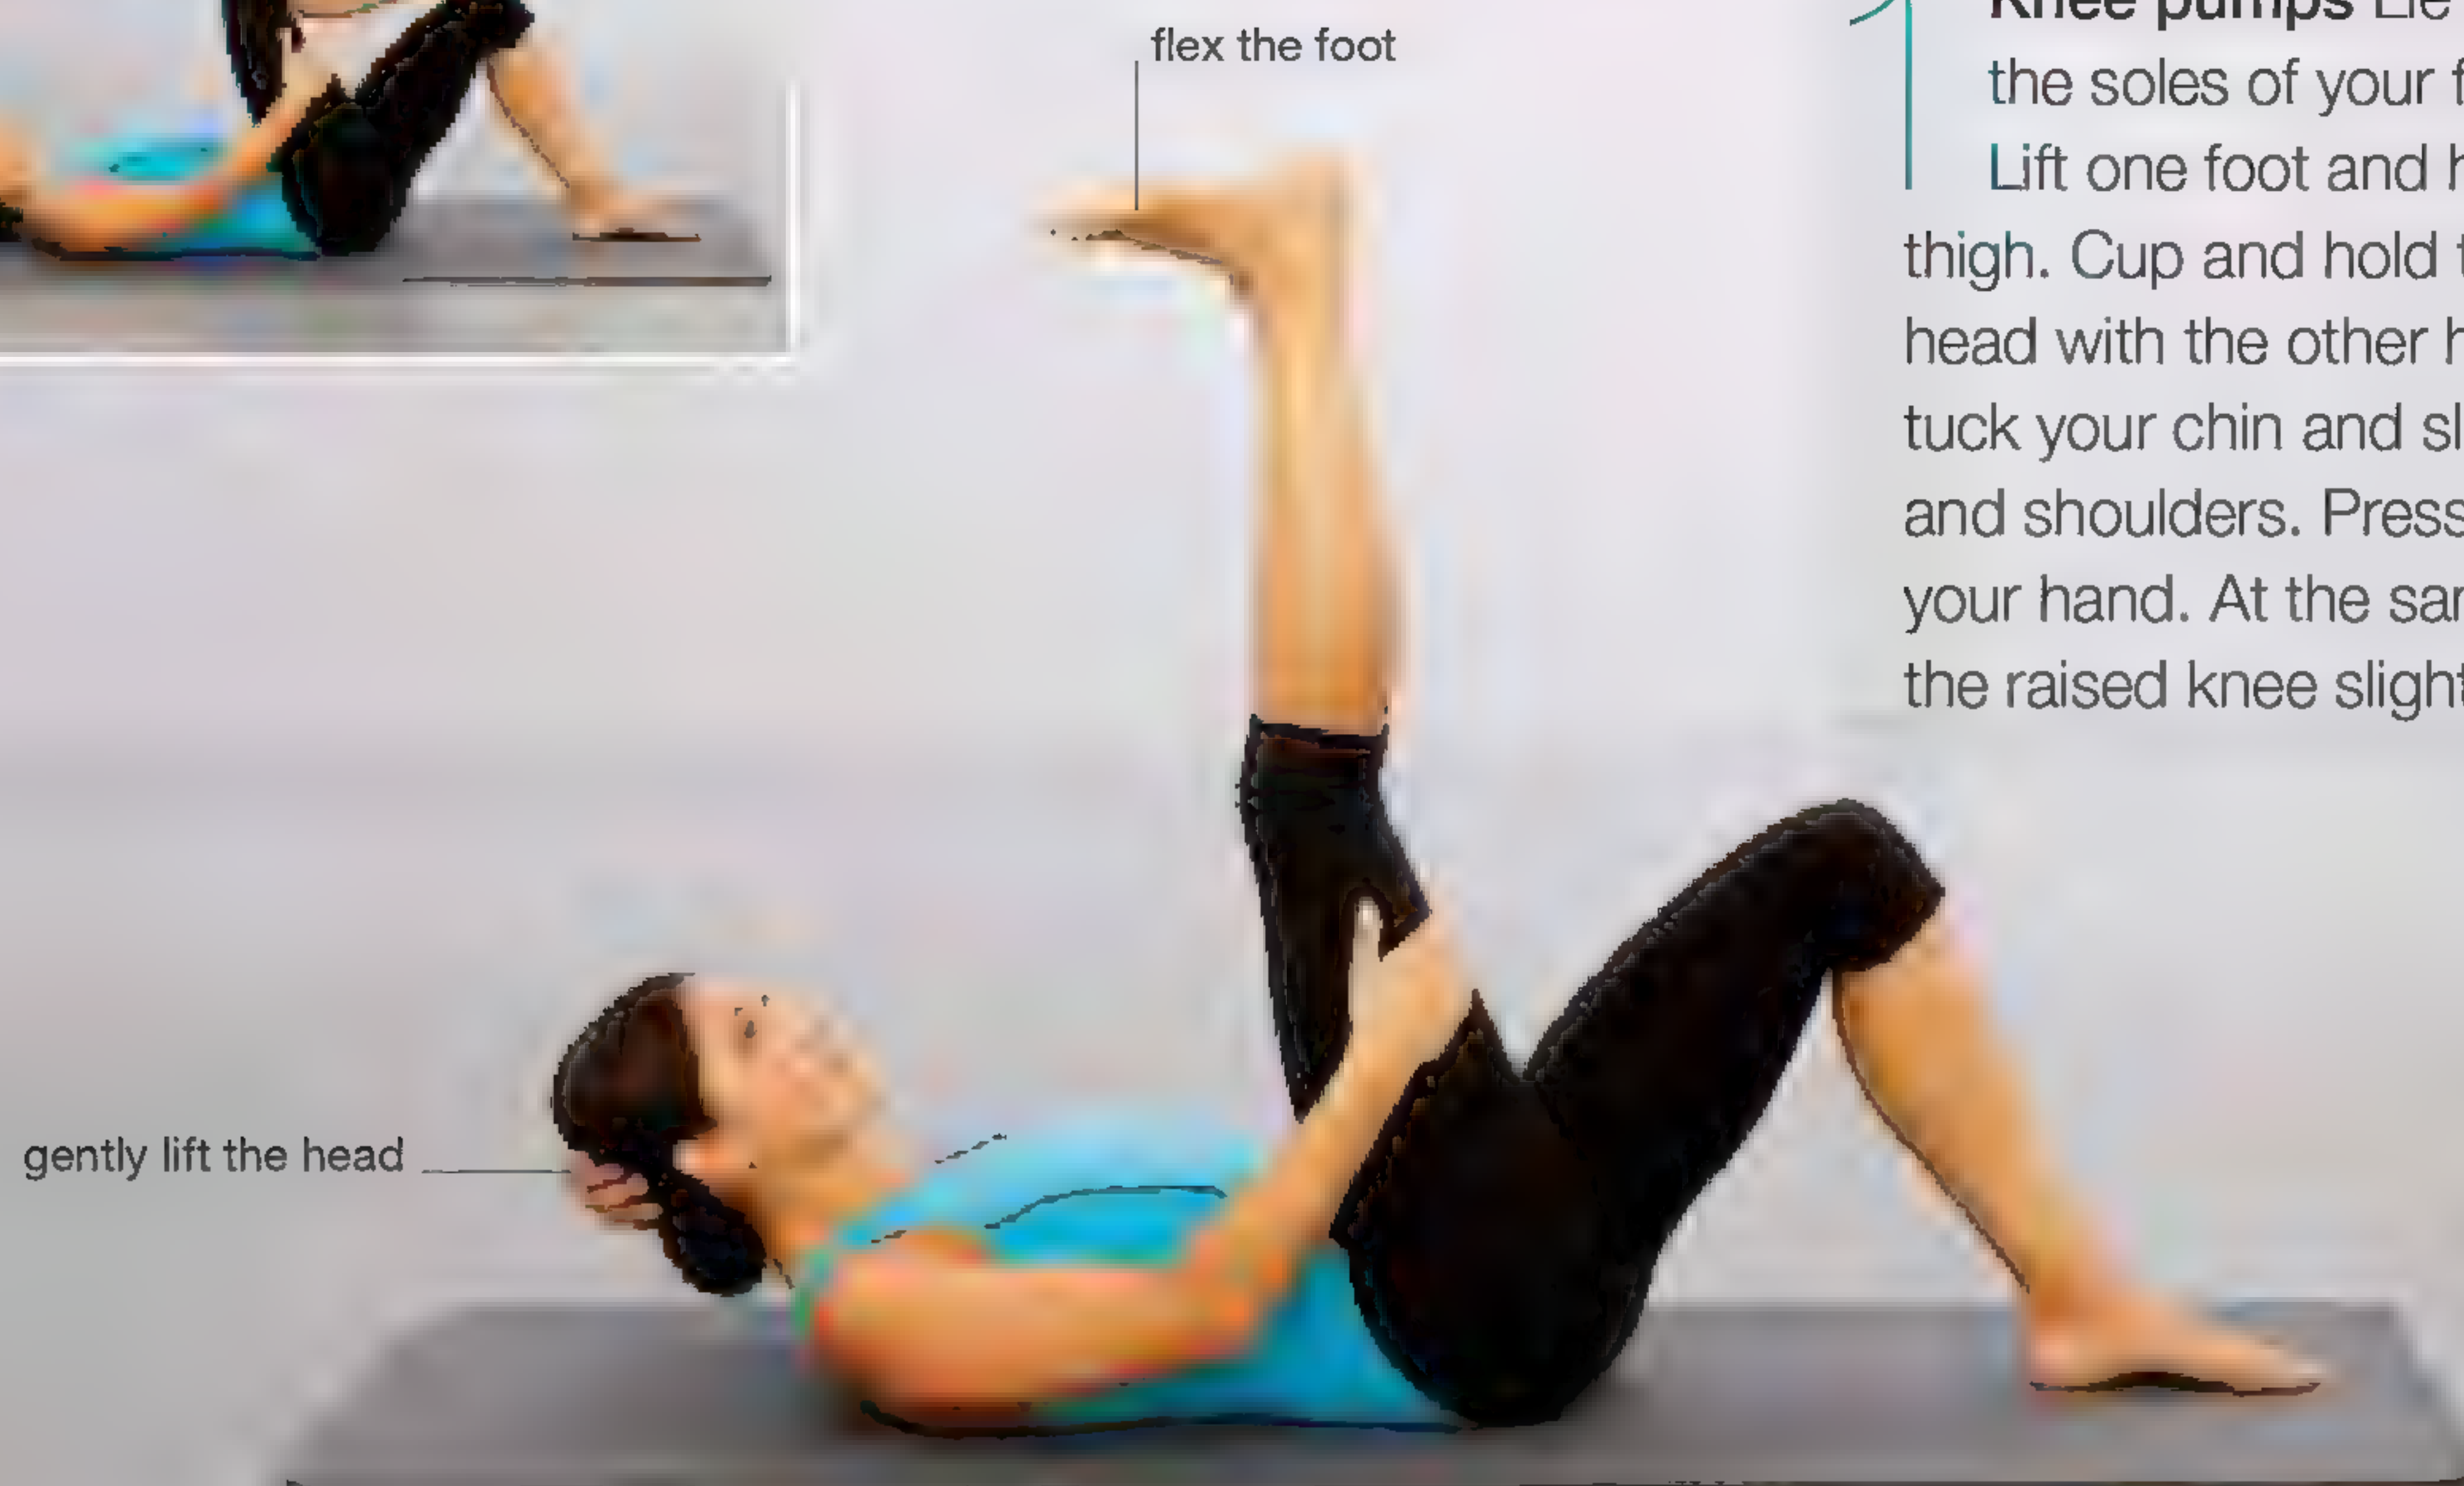 flex the foot
1
Knee pumps Lie
the soles of your
Lift one foot and
thigh. Cup and hold
head with the other
tuck your chin and
and shoulders. Press
your hand. At the
the raised knee
gently lift the head